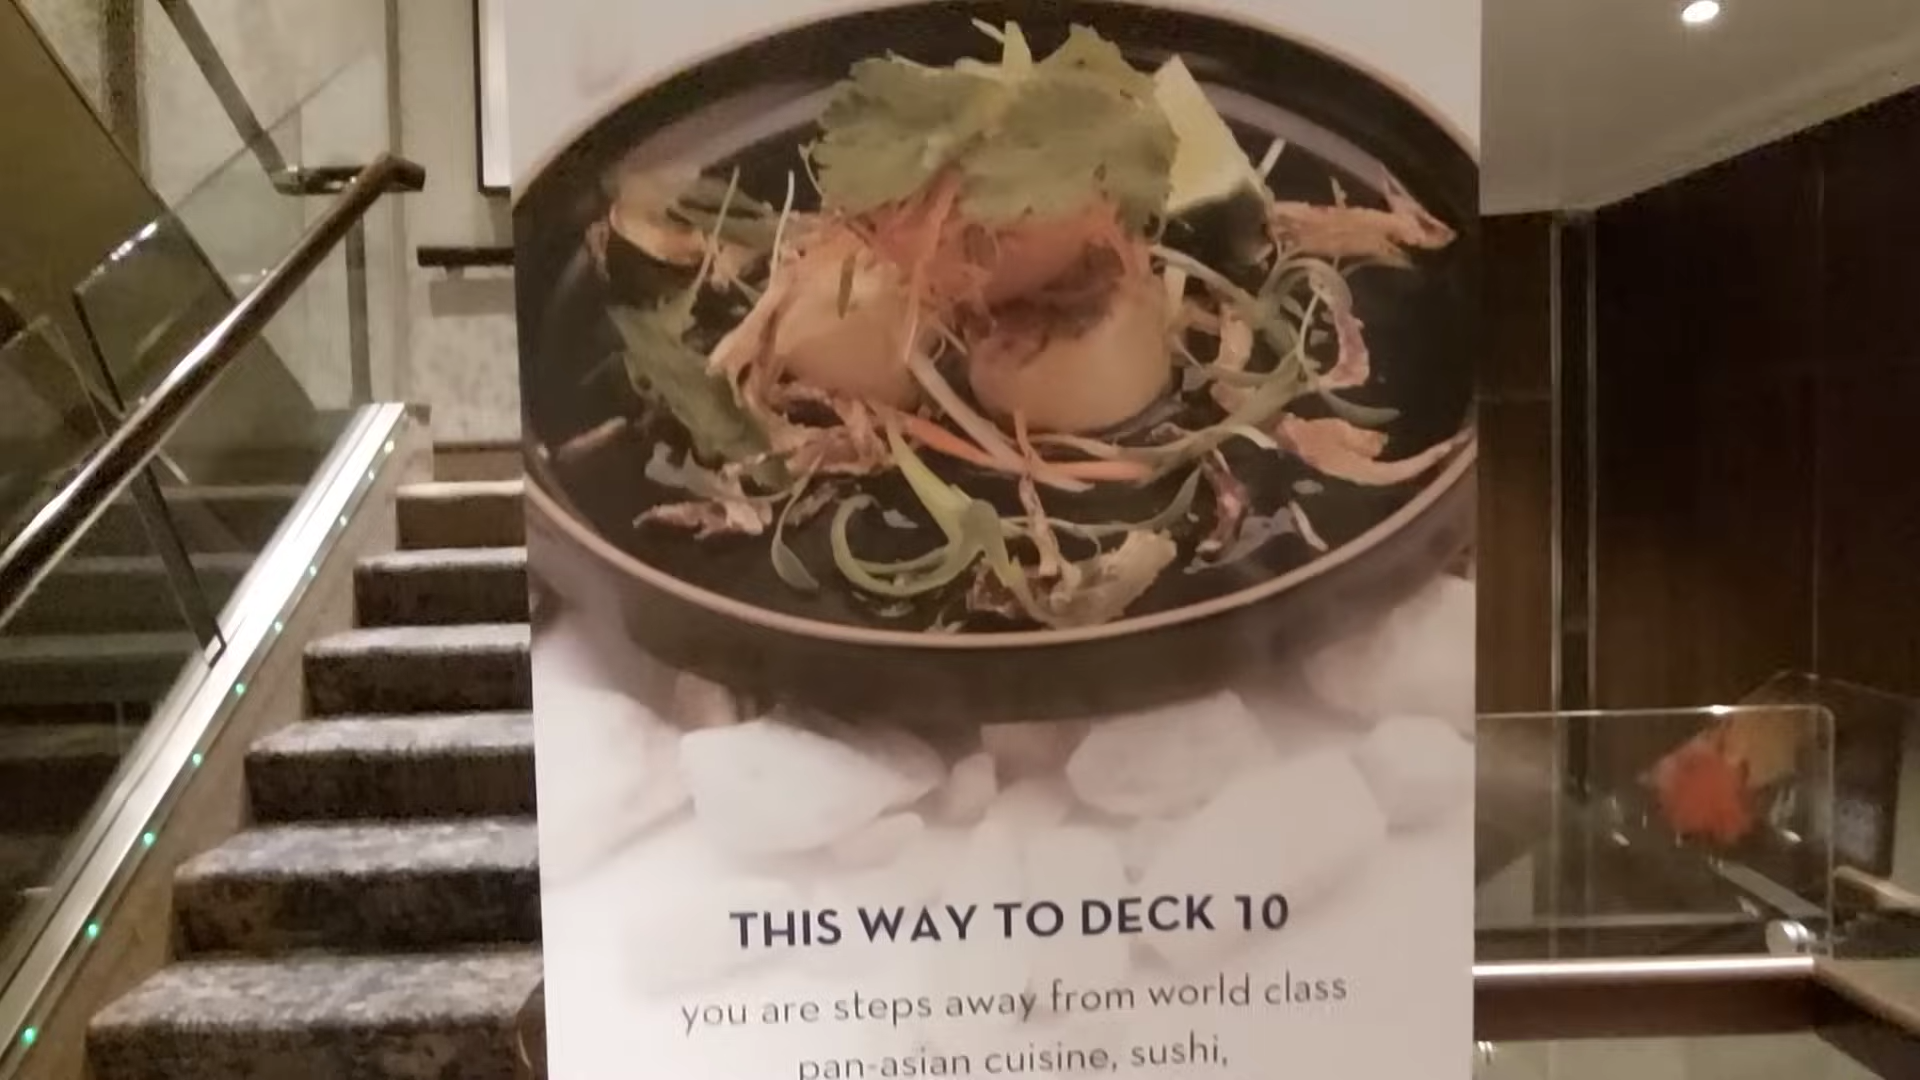 THIS WAY TO DECK 10
you are steps away from world class
pan-asian cuisine, sushi,